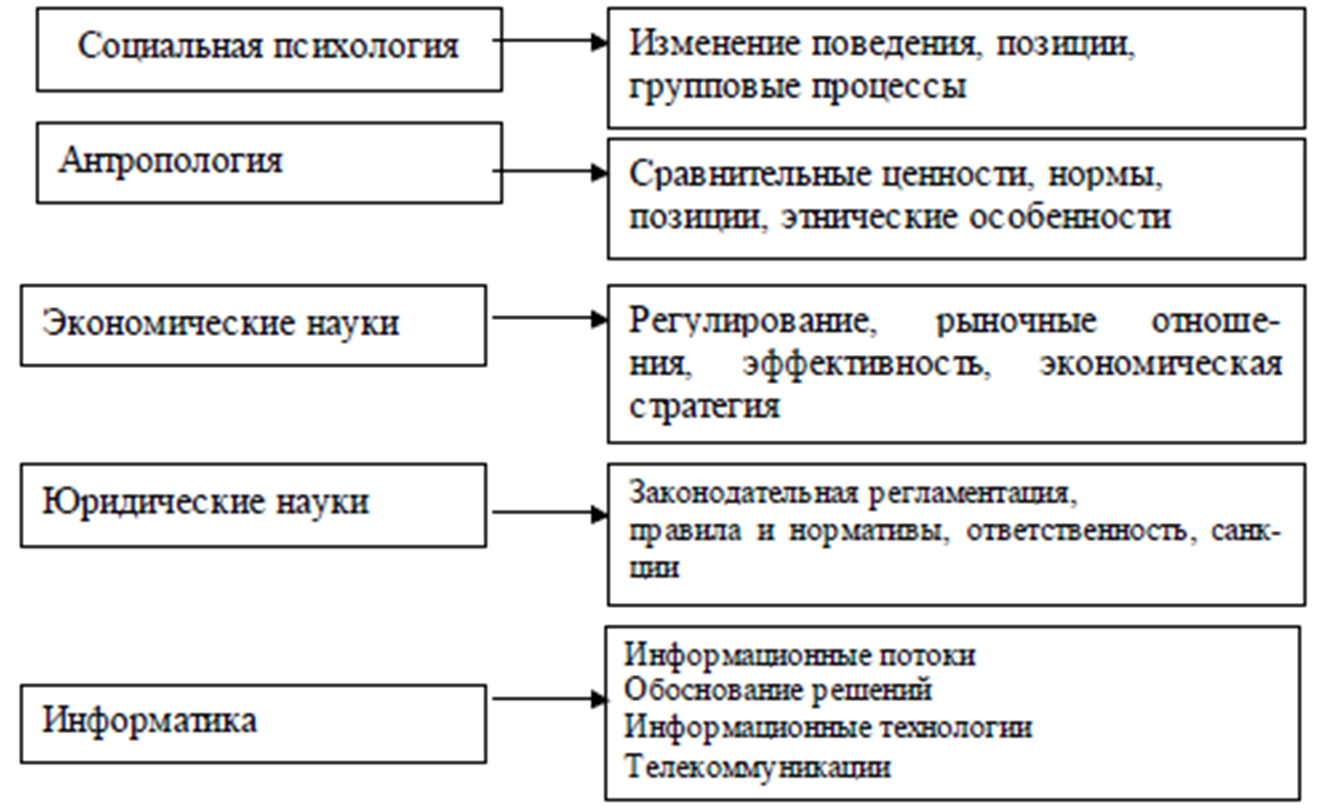 Социальная психология
Изменение поведения, позиции,
групповые процессы
Антропология
Сравнительные ценности, нормы,
позиции, этнические особенности
Экономические науки
Регулирование, рыночные отноше-
ния, эффективность, экономическая
стратегия
Юридические науки
Законодательная регламентация,
правила и нормативы, ответственность, санк-
ции
Информатика
Информационные потоки
Обоснование решений
Информационные технологии
Телекоммуникации